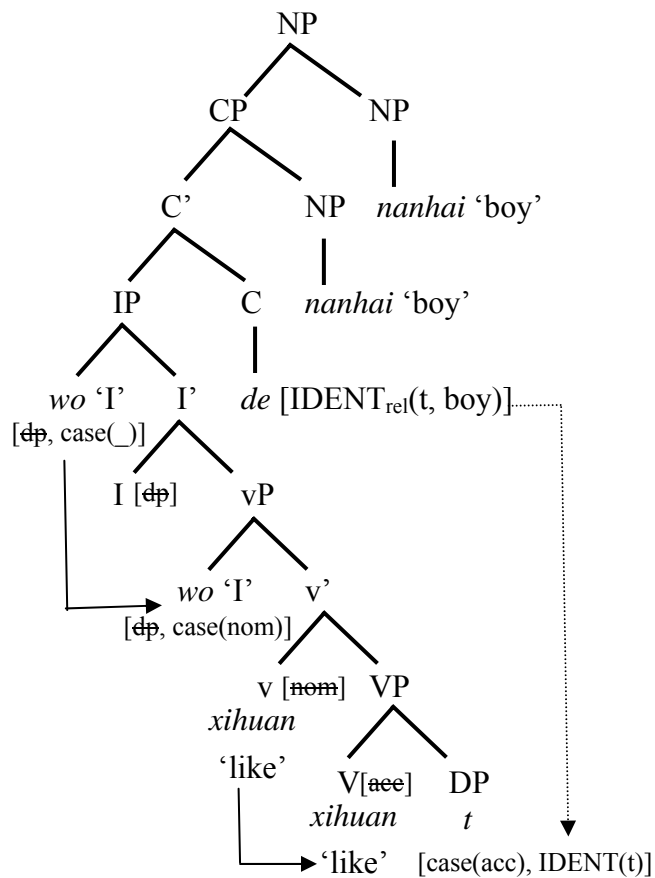 NP
CP NP
C’ NP nanhai ‘boy’
IP C nanhai ‘boy’
wo ‘I’ I’ de [IDENTrel(t, boy)]
[dp, case(_)]
I [dp] vP
wo ‘I’ v’
[dp, case(nom)]
v [nom] VP
xihuan
‘like’ V[acc] DP
xihuan t
‘like’ [case(acc), IDENT(t)]